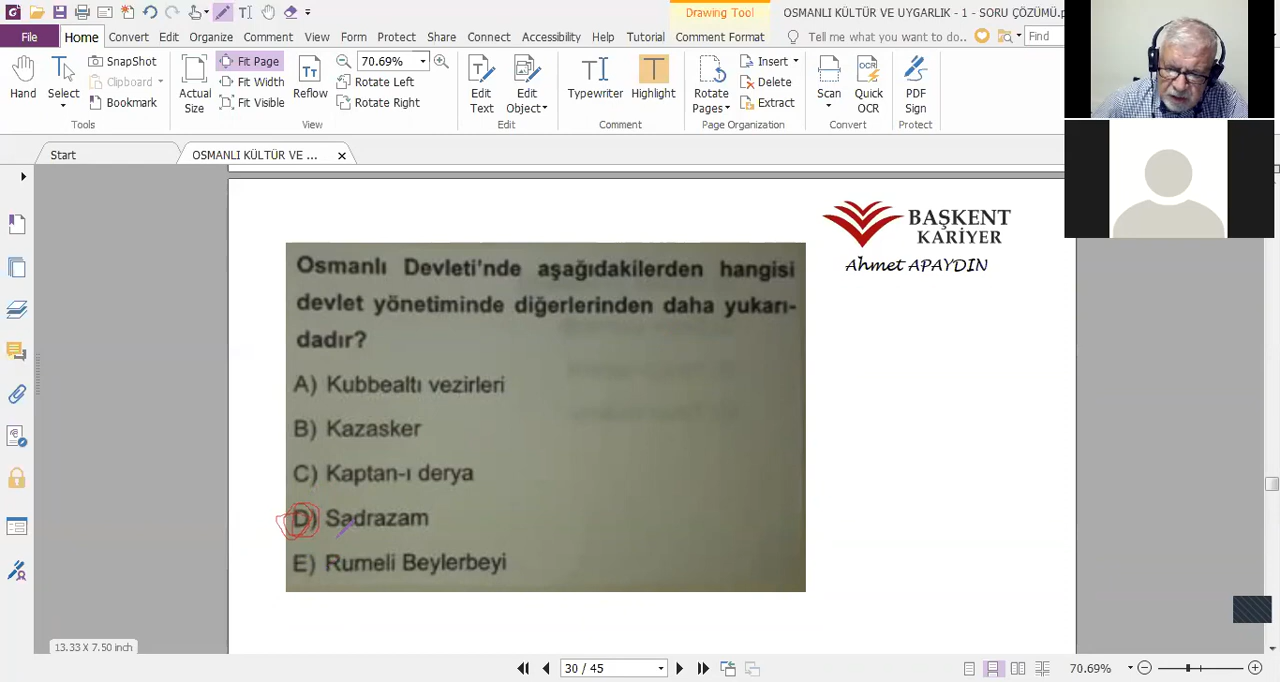 Drawing Tool
OSMANLI KÜLTÜR VE UYGARLIK - 1 - SORU ÇÖZÜMÜ.p
File Home Convert Edit Organize Comment View Form Protect Share Connect Accessibility Help Tutorial Comment Format Tell me what you want to do.. Find
Hand Select SnapShot Clipboard Bookmark
Tools
Actual Size Fit Page Fit Width Fit Visible Reflow 70.69% Rotate Left Rotate Right
View
Edit Text Edit Object
Edit
Typewriter Highlight
Comment
Rotate Pages Insert Delete Extract
Page Organization
Scan Quick OCR
Convert
PDF Sign
Protect
Start OSMANLI KÜLTÜR VE ...
BAŞKENT
KARİYER
Ahmet APAYDIN
Osmanlı Devleti'nde aşağıdakilerden hangisi
devlet yönetiminde diğerlerinden daha yukarı-
dadır?
A) Kubbealtı vezirleri
B) Kazasker
C) Kaptan-ı derya
D) Sadrazam
E) Rumeli Beylerbeyi
13.33 X 7.50 inch
30 / 45
70.69%